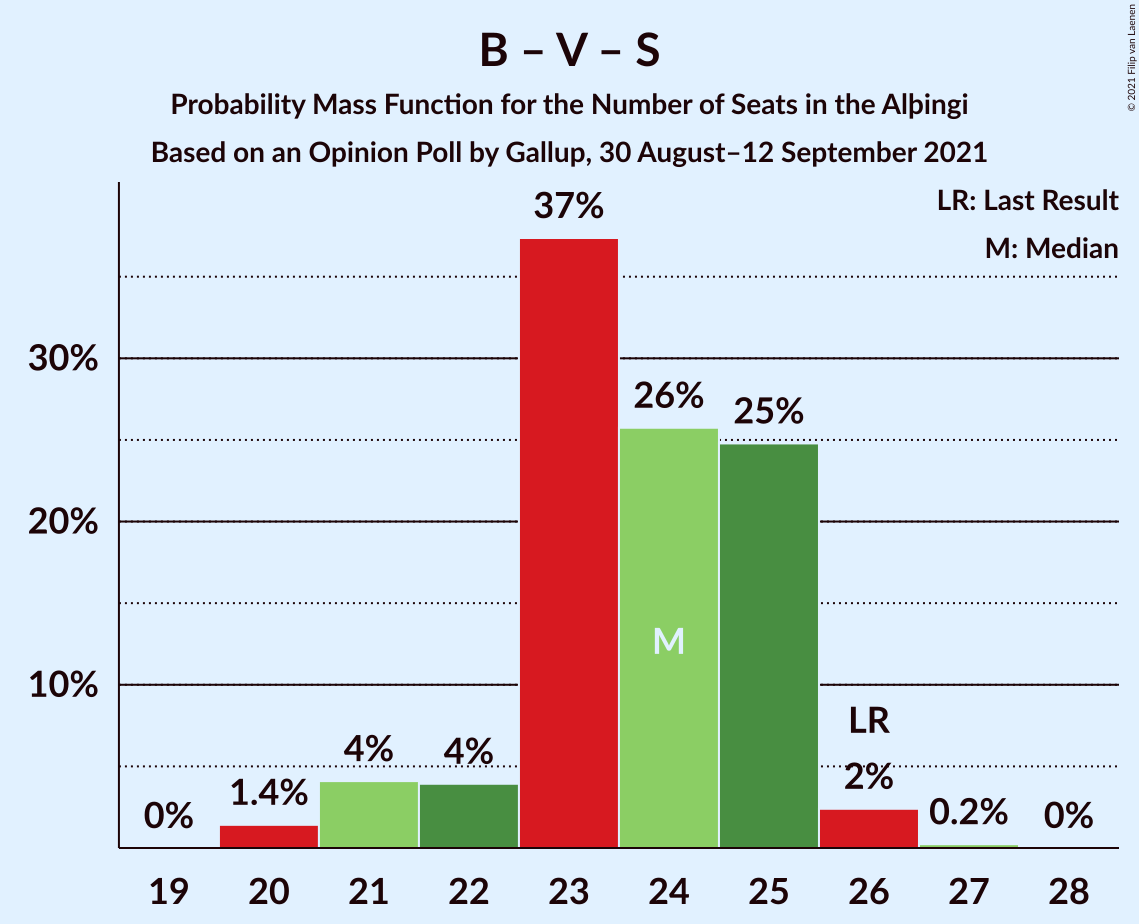 B – V – S
Probability Mass Function for the Number of Seats in the Alþingi
Based on an Opinion Poll by Gallup, 30 August–12 September 2021
© 2021 Filip van Laenen
LR: Last Result
M: Median
37%
30%
26%
25%
20%
M
10%
LR
4%
4%
2%
1.4%
0%
0.2%
0%
19 20 21 22 23 24 25 26 27 28